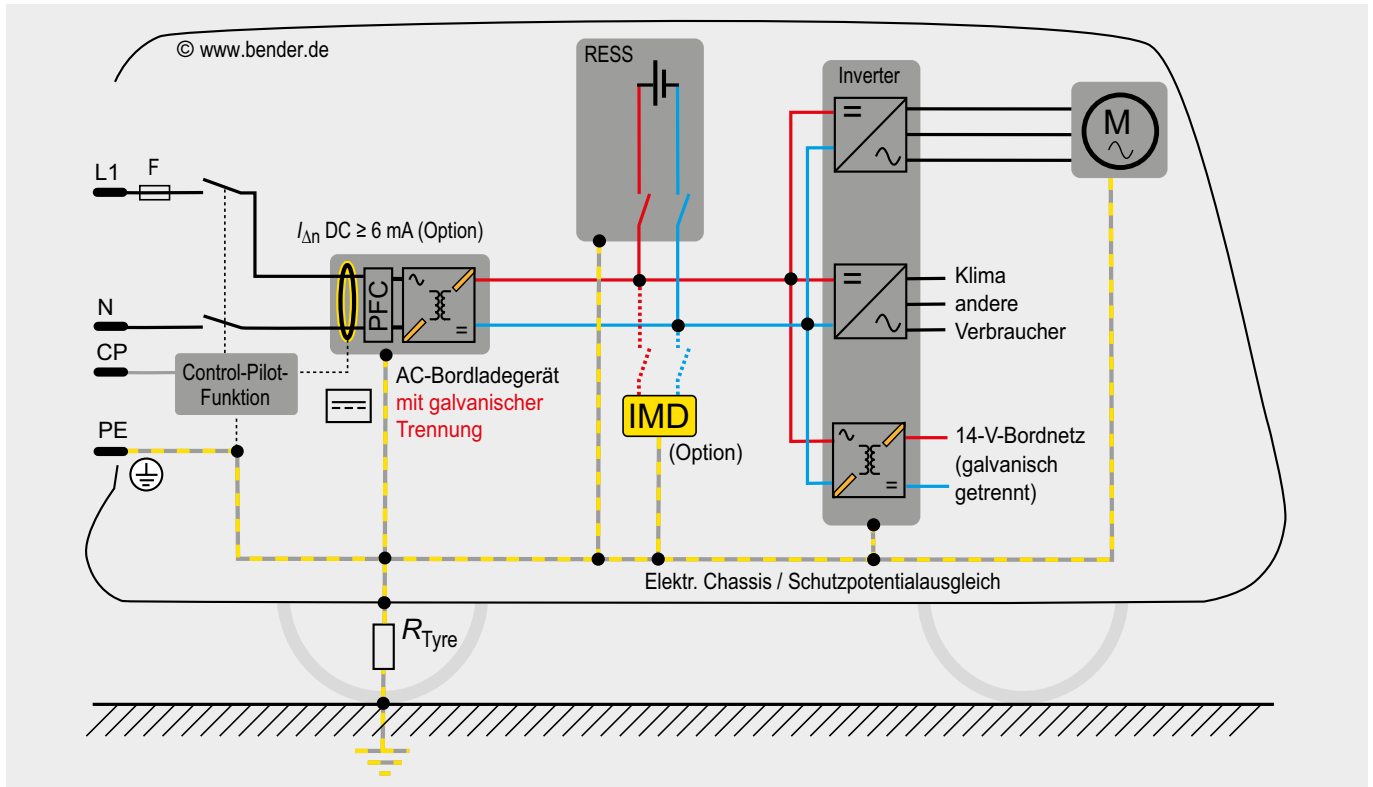 © www.bender.de
RESS
Inverter
M
L1
F
I∆n DC ≥ 6 mA (Option)
PFC
Klima
andere
Verbraucher
N
CP
Control-Pilot-
Funktion
AC-Bordladegerät
mit galvanischer
Trennung
IMD
(Option)
14-V-Bordnetz
(galvanisch
getrennt)
PE
Elektr. Chassis / Schutzpotentialausgleich
RTyre